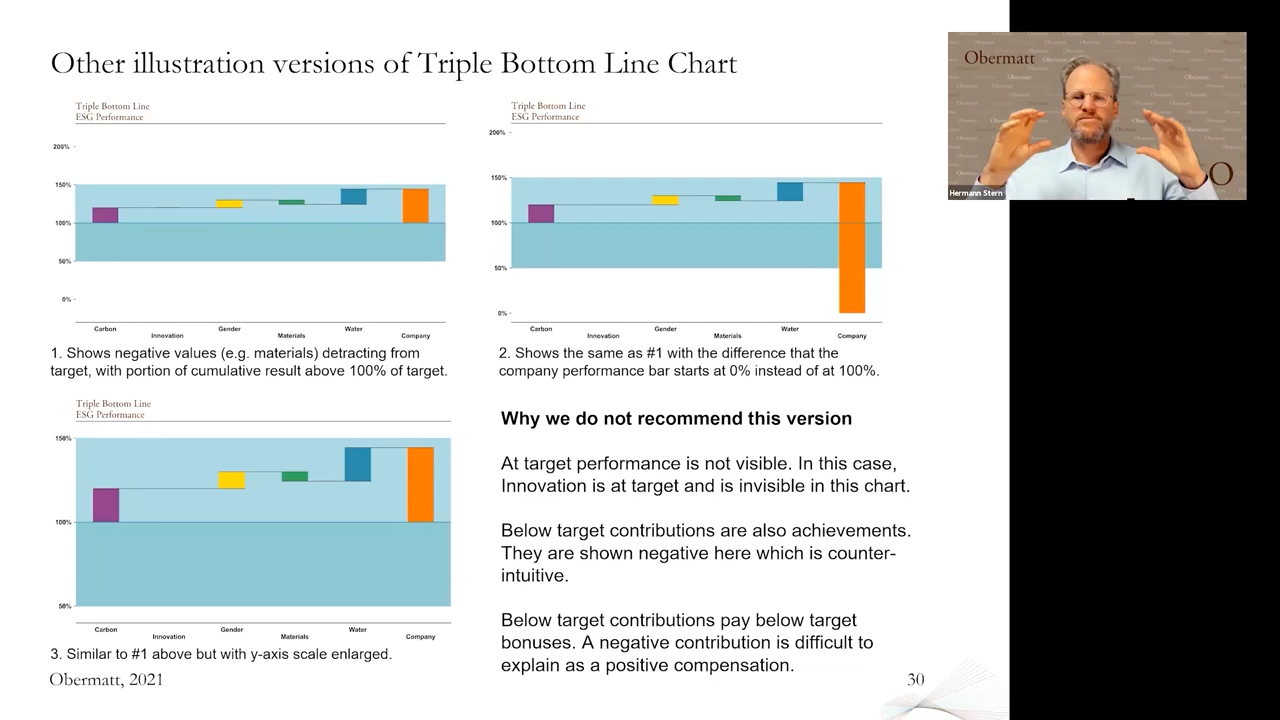 Other illustration versions of Triple Bottom Line Chart
Triple Bottom Line
ESG Performance
200%
150%
100%
50%
0%
Carbon
Innovation
Gender
Materials
Water
Company
1. Shows negative values (e.g. materials) detracting from
target, with portion of cumulative result above 100% of target.
Triple Bottom Line
ESG Performance
200%
150%
100%
50%
0%
Carbon
Innovation
Gender
Materials
Water
Company
2. Shows the same as #1 with the difference that the
company performance bar starts at 0% instead of at 100%.
Triple Bottom Line
ESG Performance
150%
100%
50%
Carbon
Innovation
Gender
Materials
Water
Company
3. Similar to #1 above but with y-axis scale enlarged.
Why we do not recommend this version
At target performance is not visible. In this case,
Innovation is at target and is invisible in this chart.
Below target contributions are also achievements.
They are shown negative here which is counter-
intuitive.
Below target contributions pay below target
bonuses. A negative contribution is difficult to
explain as a positive compensation.
Obermatt, 2021
30
Obermatt
Hermann Stern